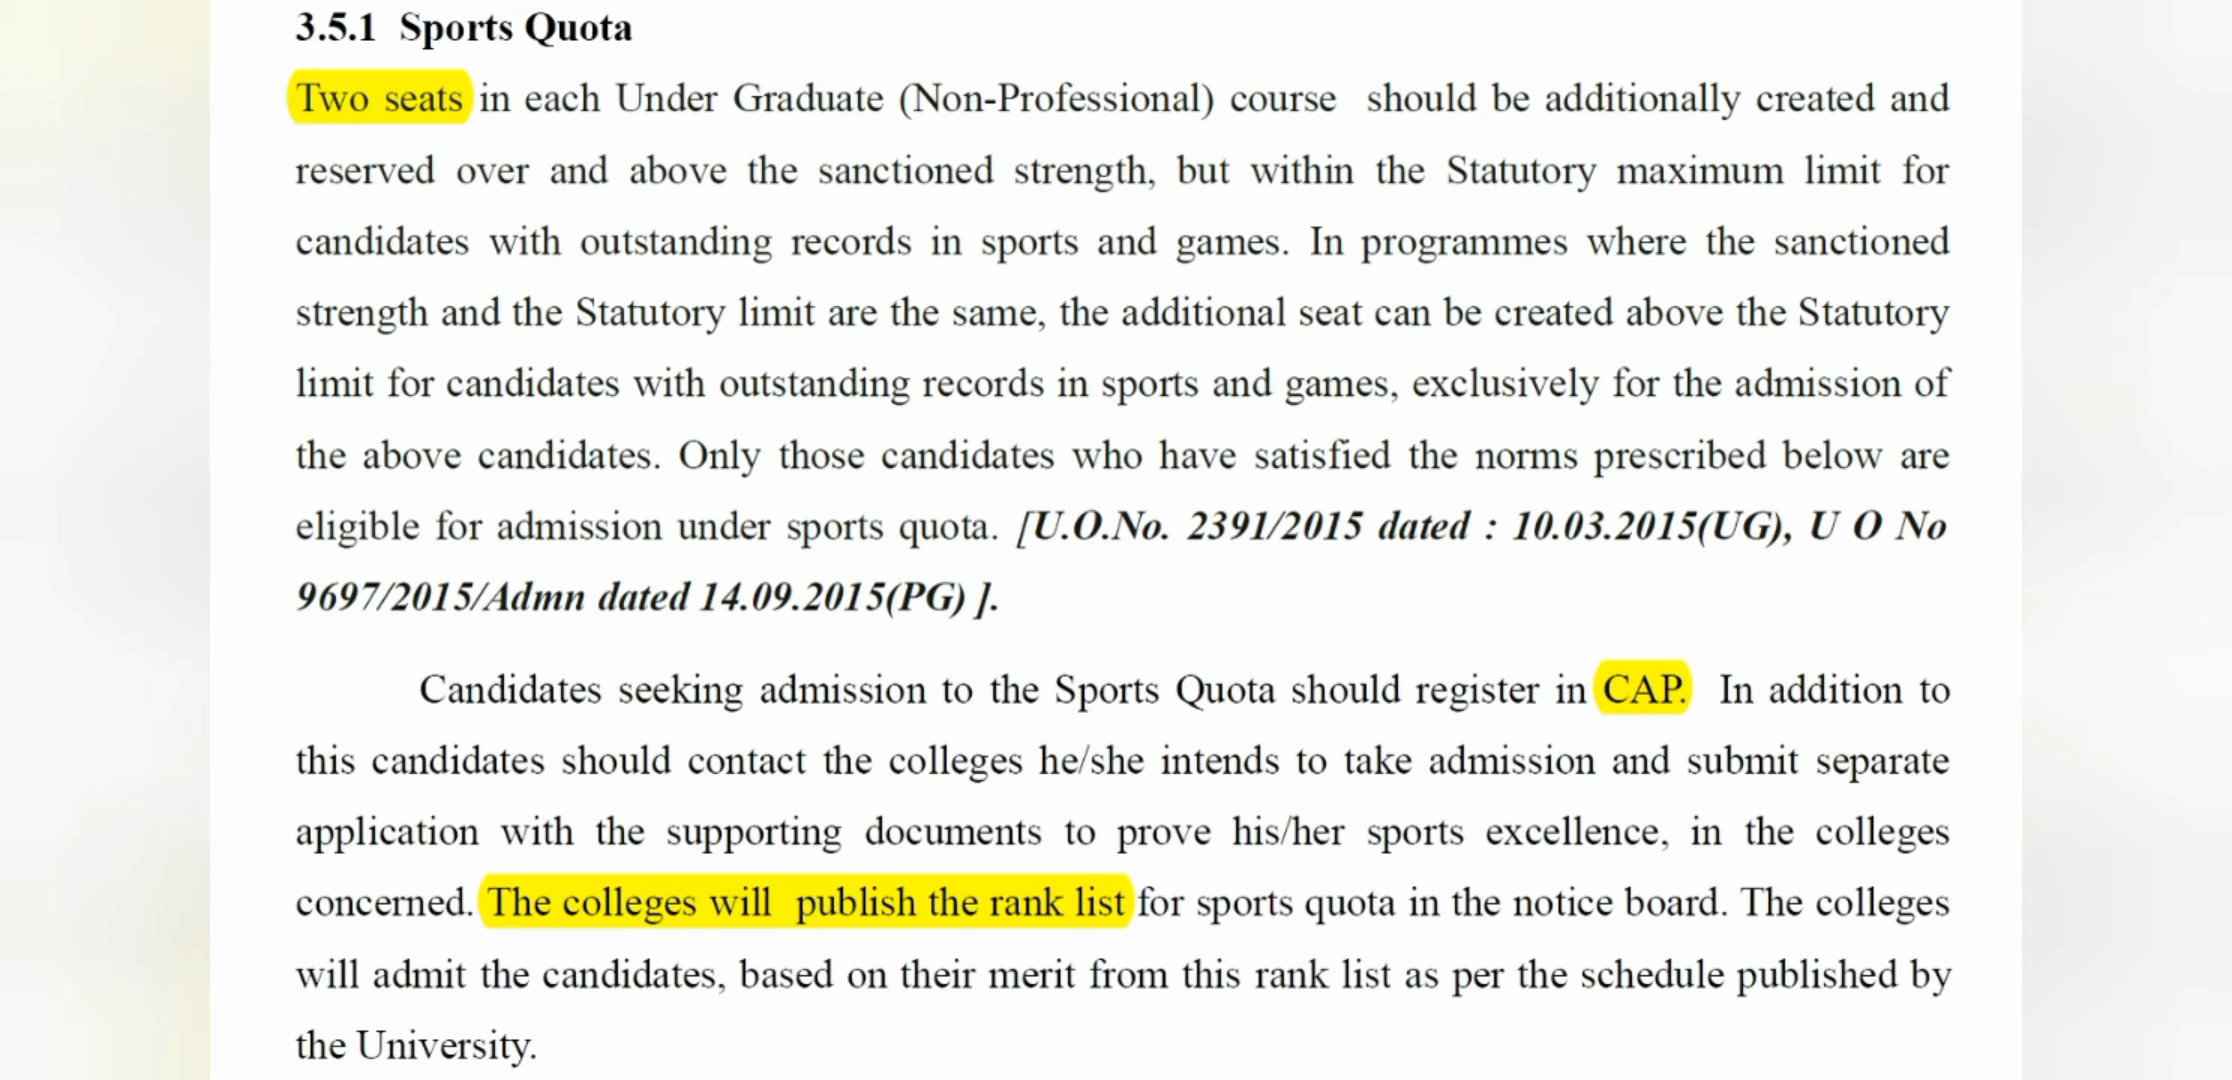 3.5.1 Sports Quota
Two seats in each Under Graduate (Non-Professional) course should be additionally created and
reserved over and above the sanctioned strength, but within the Statutory maximum limit for
candidates with outstanding records in sports and games. In programmes where the sanctioned
strength and the Statutory limit are the same, the additional seat can be created above the Statutory
limit for candidates with outstanding records in sports and games, exclusively for the admission of
the above candidates. Only those candidates who have satisfied the norms prescribed below are
eligible for admission under sports quota. [U.O.No. 2391/2015 dated : 10.03.2015(UG), U O No
9697/2015/Admn dated 14.09.2015(PG) ].
Candidates seeking admission to the Sports Quota should register in CAP. In addition to
this candidates should contact the colleges he/she intends to take admission and submit separate
application with the supporting documents to prove his/her sports excellence, in the colleges
concerned. The colleges will publish the rank list for sports quota in the notice board. The colleges
will admit the candidates, based on their merit from this rank list as per the schedule published by
the University.